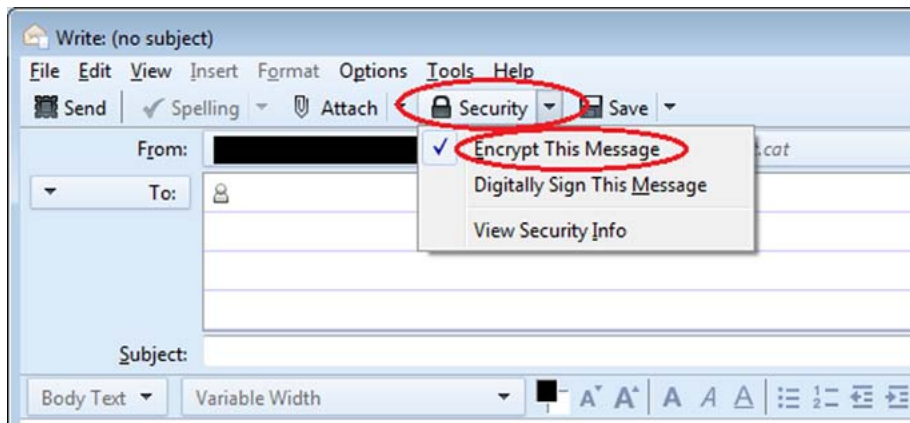 Write: (no subject)
File Edit View Insert Format Options Tools Help
Send Spelling Attach Security Save
From: .cat
Encrypt This Message
To:
Digitally Sign This Message
View Security Info
Subject:
Body Text Variable Width